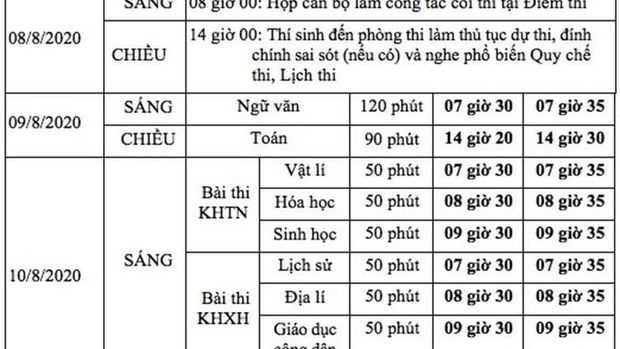 SÁNG 08 giờ 00: Họp cán bộ làm công tác coi thi tại Điểm thi
08/8/2020 CHIỀU 14 giờ 00: Thí sinh đến phòng thi làm thủ tục dự thi, đính
chính sai sót (nếu có) và nghe phổ biến Quy chế
thi, Lịch thi
09/8/2020 SÁNG Ngữ văn 120 phút 07 giờ 30 07 giờ 35
CHIỀU Toán 90 phút 14 giờ 20 14 giờ 30
10/8/2020 SÁNG Bài thi KHTN Vật lí 50 phút 07 giờ 30 07 giờ 35
Hóa học 50 phút 08 giờ 30 08 giờ 35
Sinh học 50 phút 09 giờ 30 09 giờ 35
Bài thi KHXH Lịch sử 50 phút 07 giờ 30 07 giờ 35
Địa lí 50 phút 08 giờ 30 08 giờ 35
Giáo dục 50 phút 09 giờ 30 09 giờ 35
công dân